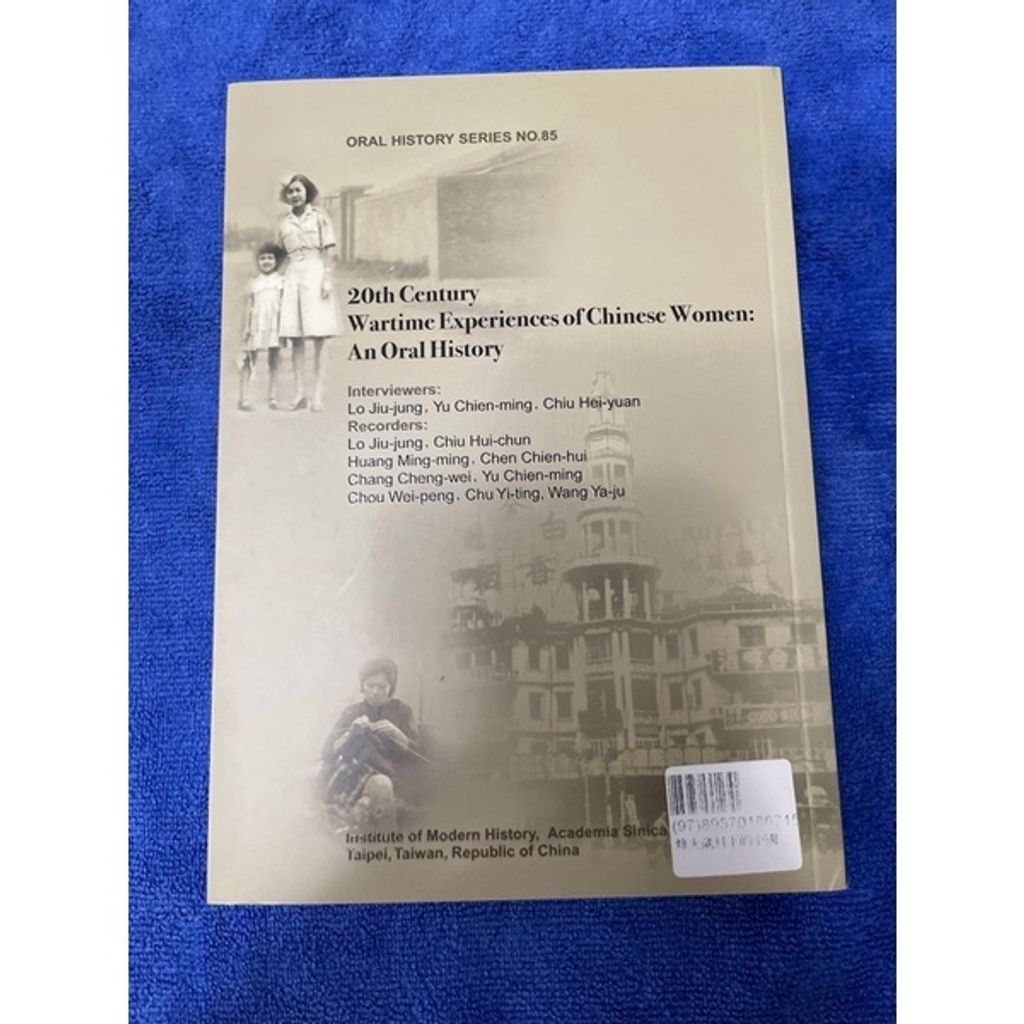 ORAL HISTORY SERIES NO.85
20th Century
Wartime Experiences of Chinese Women:
An Oral History
Interviewers:
Lo Jiu-jung, Yu Chien-ming, Chiu Hei-yuan
Recorders:
Lo Jiu-jung, Chiu Hui-chun
Huang Ming-ming, Chen Chien-hui
Chang Cheng-wei, Yu Chien-ming
Chou Wei-peng, Chu Yi-ting, Wang Ya-ju
白
香
Institute of Modern History, Academia Sinica
Taipei, Taiwan, Republic of China